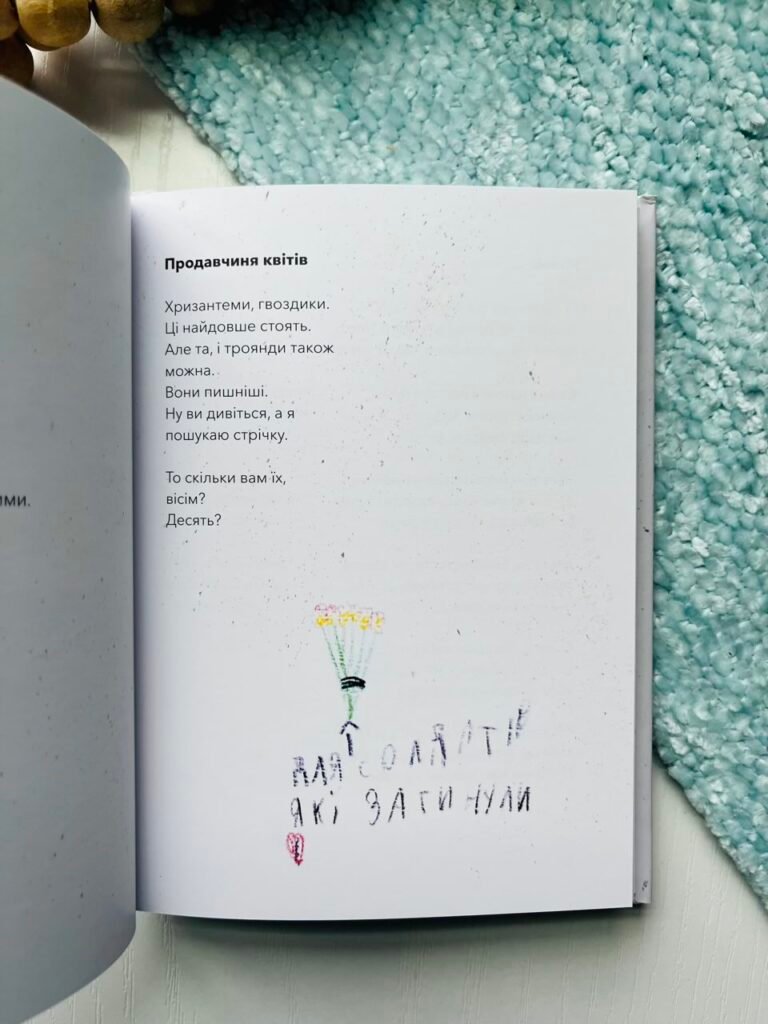 Продавчиня квітів
Хризантеми, гвоздики.
Ці найдовше стоять.
Але та, і троянди також
можна.
Вони пишніші.
Ну ви дивіться, а я
пошукаю стрічку.
То скільки вам їх,
вісім?
Десять?
ими.
для солдатів
які загинули